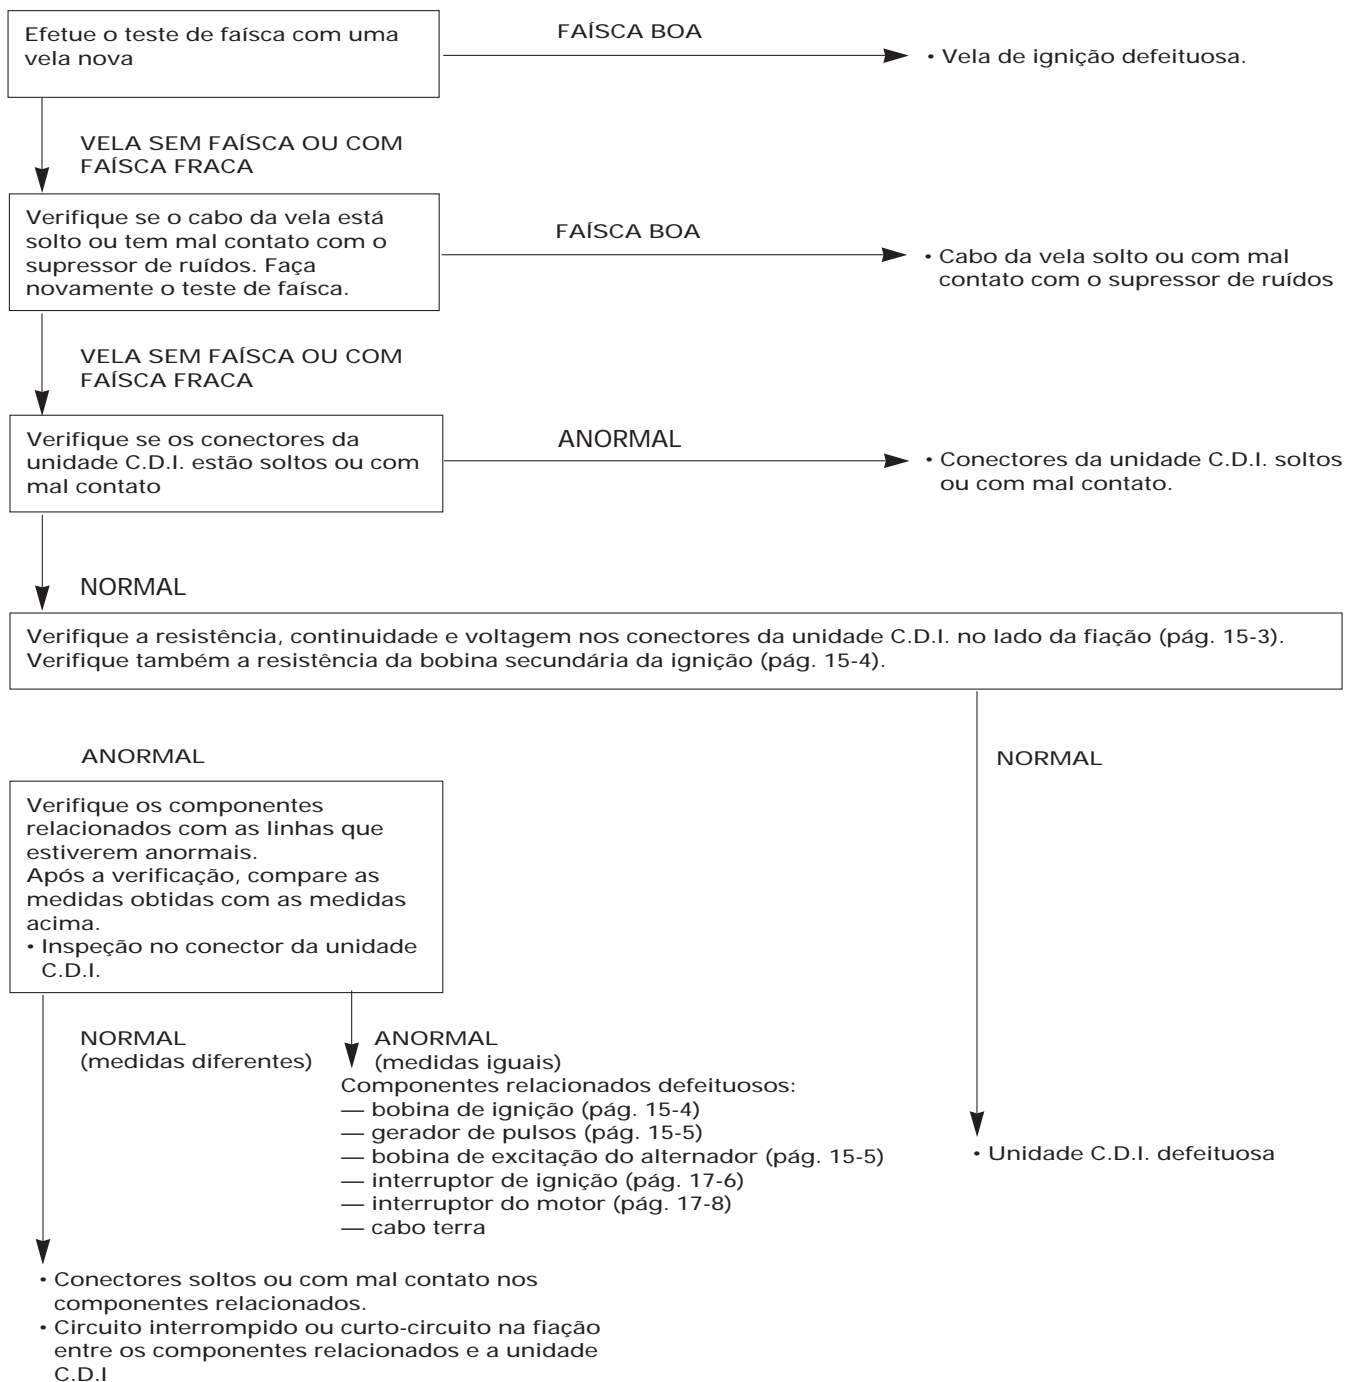 Efetue o teste de faísca com uma
vela nova
FAÍSCA BOA
• Vela de ignição defeituosa.
VELA SEM FAÍSCA OU COM
FAÍSCA FRACA
Verifique se o cabo da vela está
solto ou tem mal contato com o
supressor de ruídos. Faça
novamente o teste de faísca.
FAÍSCA BOA
• Cabo da vela solto ou com mal
contato com o supressor de ruídos
VELA SEM FAÍSCA OU COM
FAÍSCA FRACA
Verifique se os conectores da
unidade C.D.I. estão soltos ou com
mal contato
ANORMAL
• Conectores da unidade C.D.I. soltos
ou com mal contato.
NORMAL
Verifique a resistência, continuidade e voltagem nos conectores da unidade C.D.I. no lado da fiação (pág. 15-3).
Verifique também a resistência da bobina secundária da ignição (pág. 15-4).
ANORMAL
NORMAL
Verifique os componentes
relacionados com as linhas que
estiverem anormais.
Após a verificação, compare as
medidas obtidas com as medidas
acima.
• Inspeção no conector da unidade
C.D.I.
NORMAL
(medidas diferentes)
ANORMAL
(medidas iguais)
Componentes relacionados defeituosos:
— bobina de ignição (pág. 15-4)
— gerador de pulsos (pág. 15-5)
— bobina de excitação do alternador (pág. 15-5)
— interruptor de ignição (pág. 17-6)
— interruptor do motor (pág. 17-8)
— cabo terra
• Unidade C.D.I. defeituosa
• Conectores soltos ou com mal contato nos
componentes relacionados.
• Circuito interrompido ou curto-circuito na fiação
entre os componentes relacionados e a unidade
C.D.I